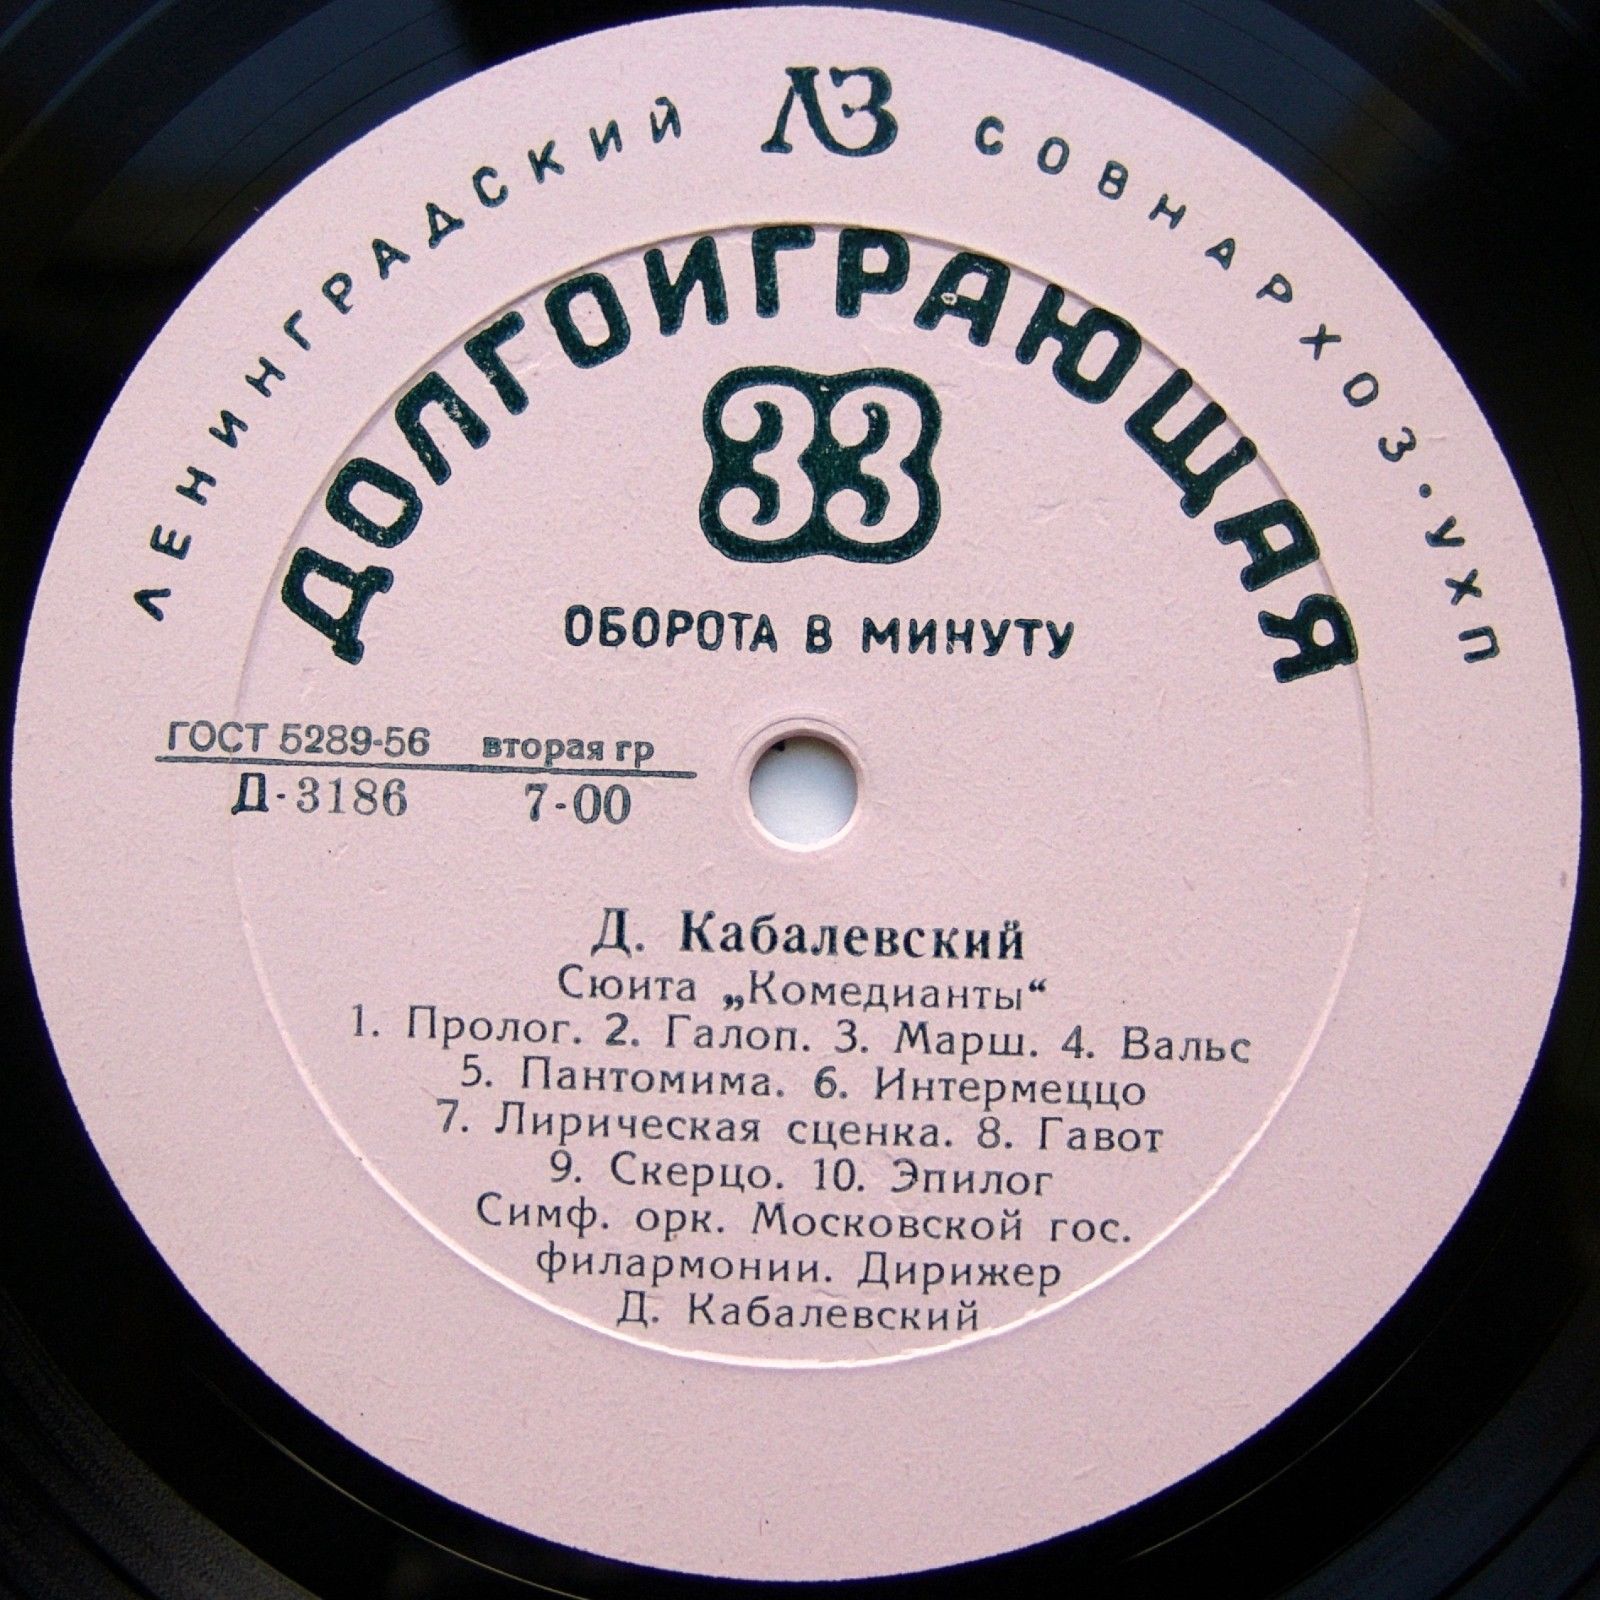 ЛЕНИНГРАДСКИЙ ЛЗ СОВНАРХОЗ·УХП
ДОЛГОИГРАЮЩАЯ
33
ОБОРОТА В МИНУТУ
ГОСТ 5289-56 вторая гр
Д-3186 7-00
Д. Кабалевский
Сюита „Комедианты“
1. Пролог. 2. Галоп. 3. Марш. 4. Вальс
5. Пантомима. 6. Интермеццо
7. Лирическая сценка. 8. Гавот
9. Скерцо. 10. Эпилог
Симф. орк. Московской гос.
филармонии. Дирижер
Д. Кабалевский